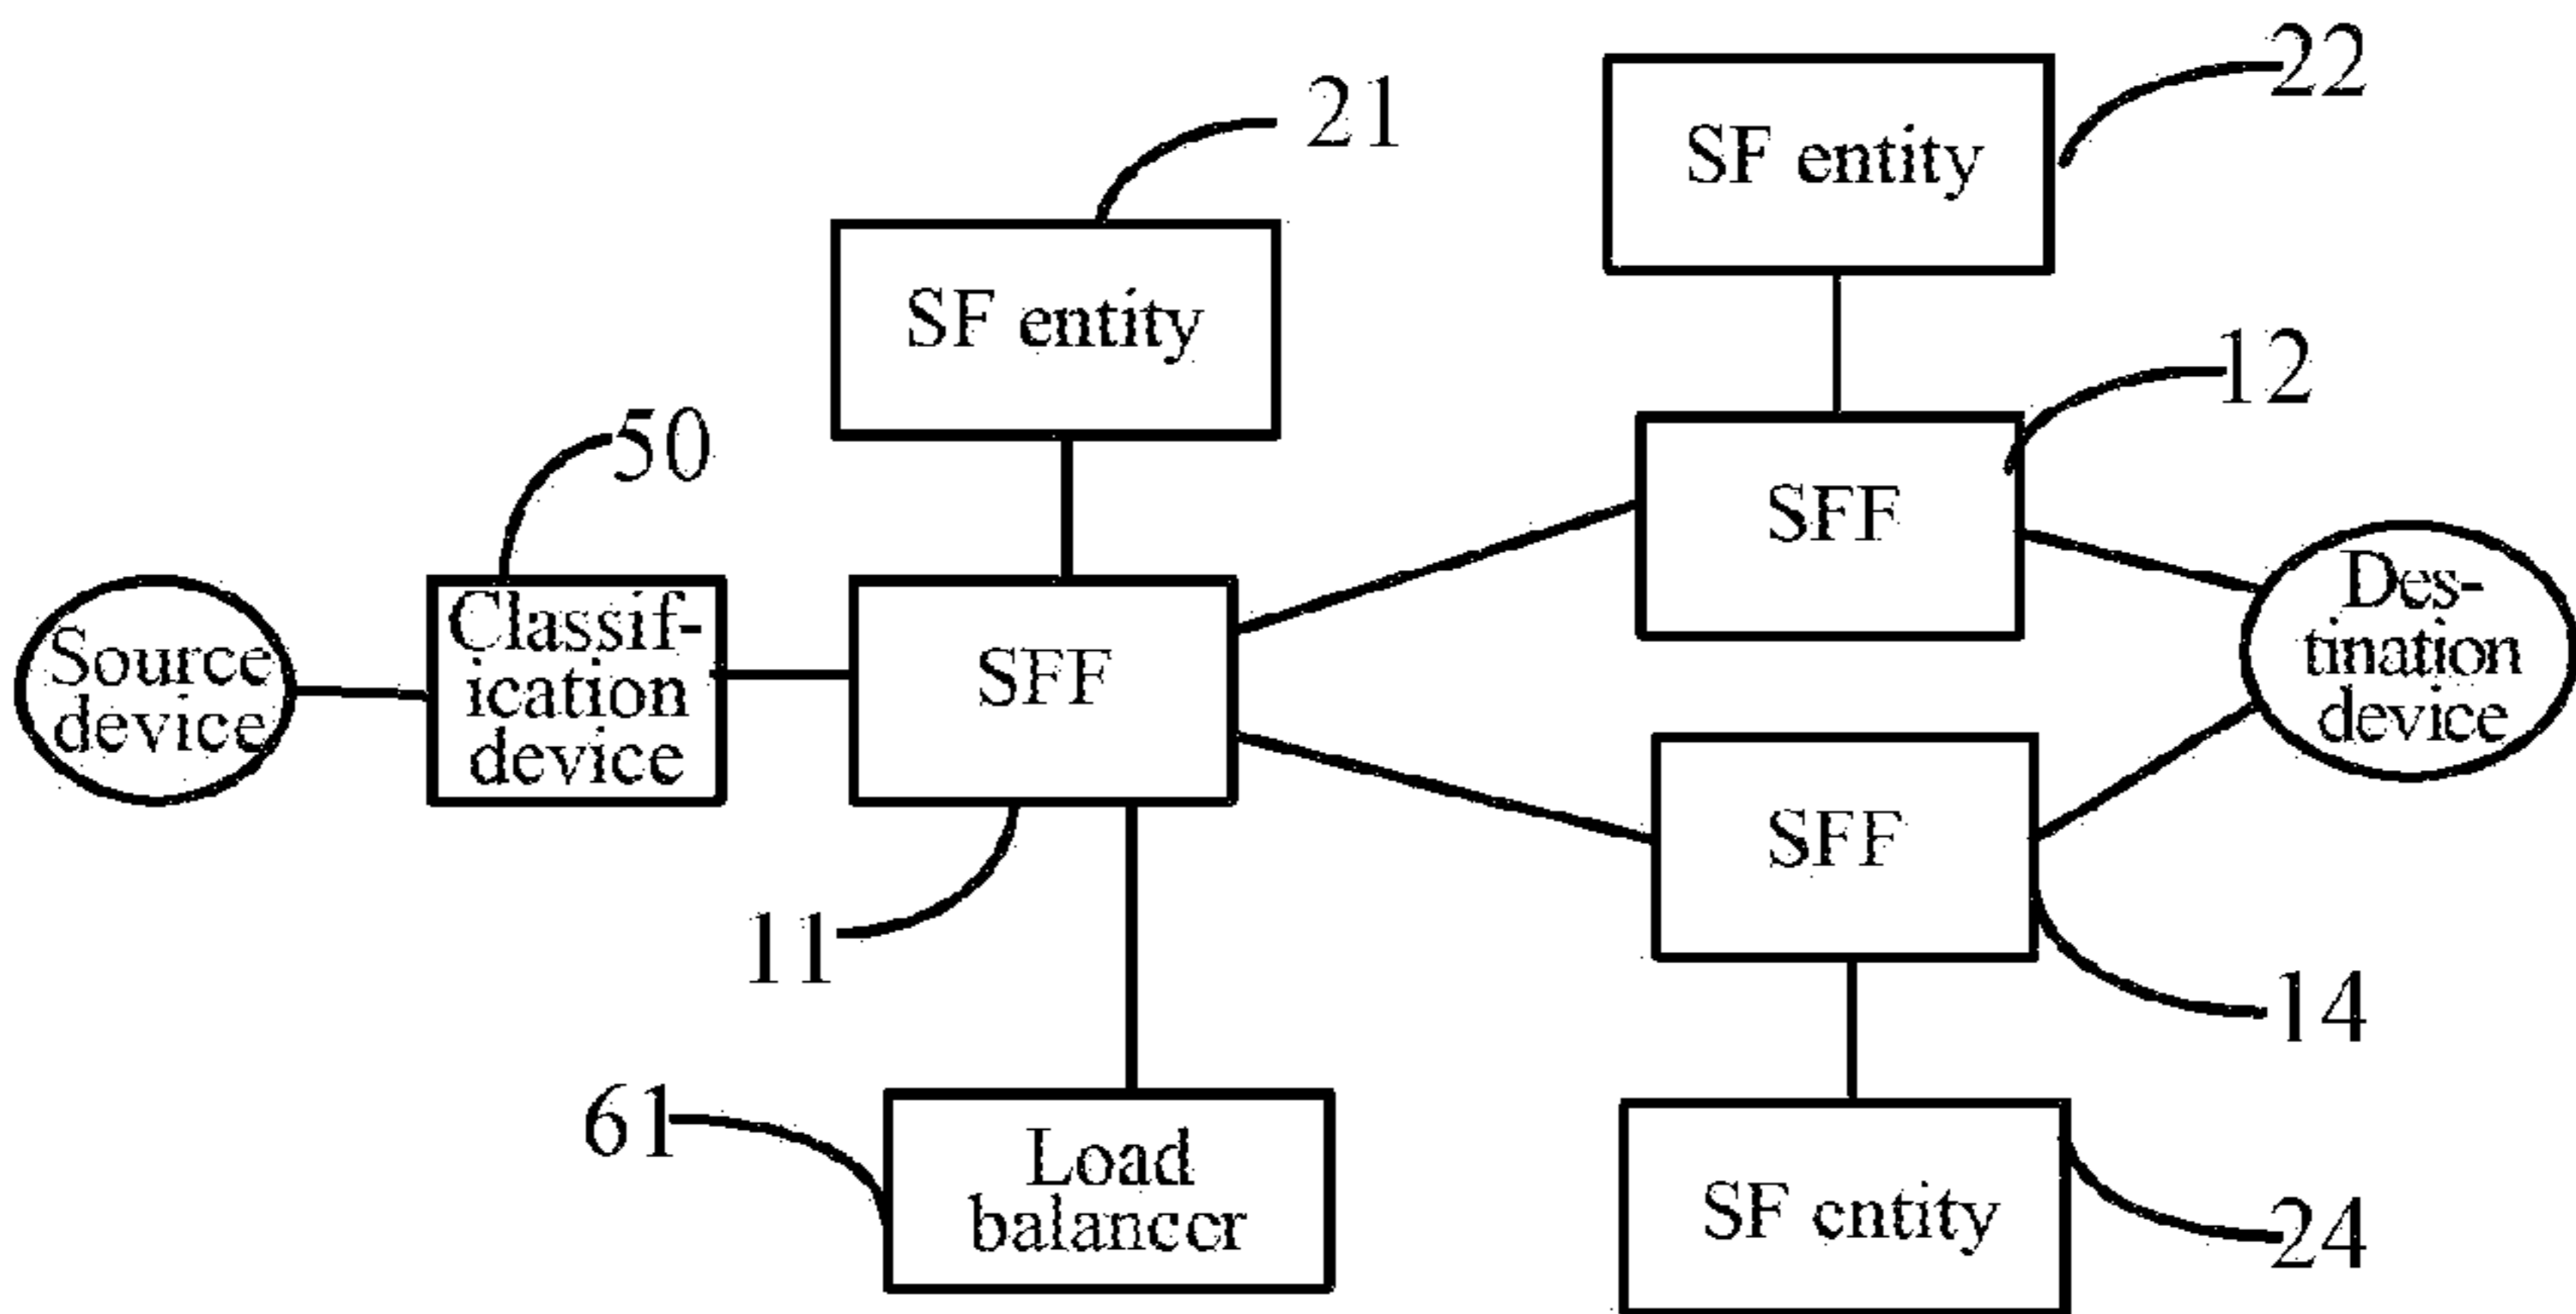 22
21
SF entity
SF entity
12
50
SFF
Classif-
ication
device
Source
device
SFF
Des-
tination
device
SFF
11
14
61
Load
balancer
SF entity
24